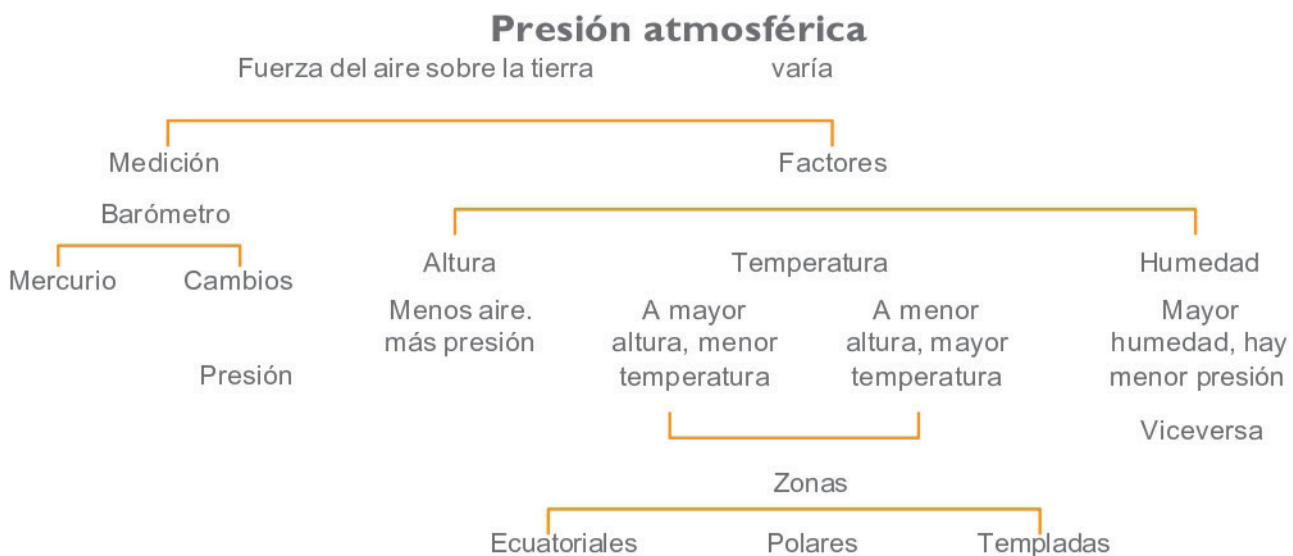 Presión atmosférica
Fuerza del aire sobre la tierra varía
Medición Factores
Barómetro
Mercurio Cambios
Presión
Altura Temperatura Humedad
Menos aire.
más presión
A mayor
altura, menor
temperatura
A menor
altura, mayor
temperatura
Mayor
humedad, hay
menor presión
Viceversa
Zonas
Ecuatoriales Polares Templadas